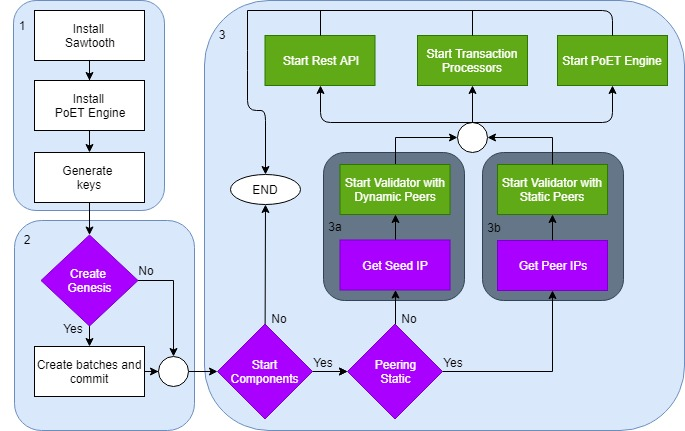 1
Install
Sawtooth
Install
PoET Engine
Generate
keys
2
Create
Genesis
No
Yes
Create batches and
commit
3
Start Rest API
Start Transaction
Processors
Start PoET Engine
END
Start Validator with
Dynamic Peers
3a
Get Seed IP
Start Validator with
Static Peers
3b
Get Peer IPs
No
No
Start
Components
Yes
Peering
Static
Yes